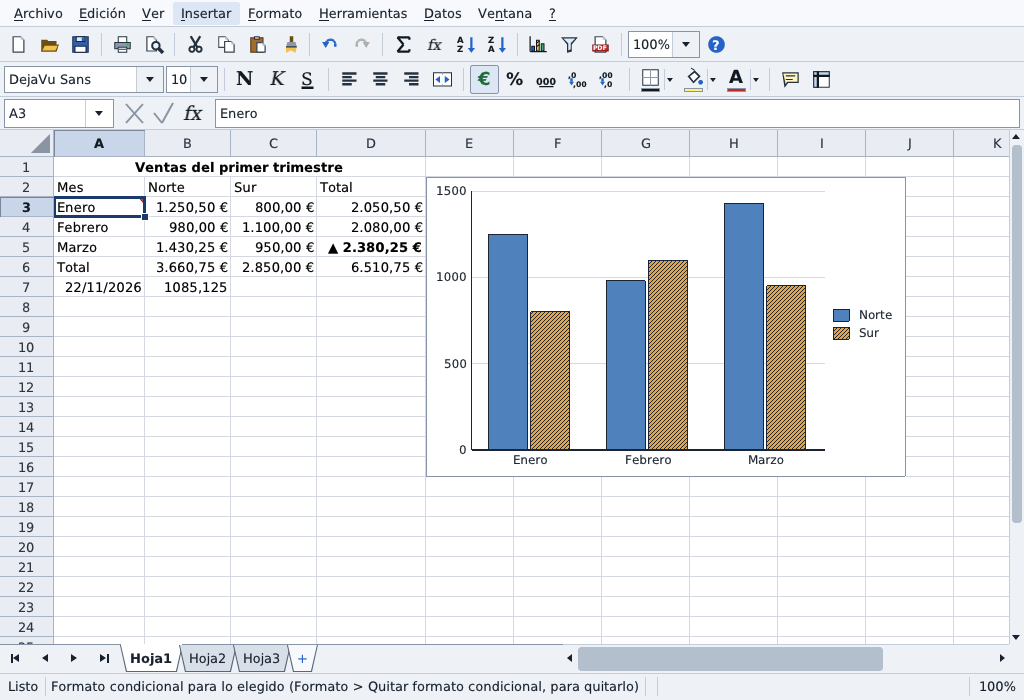 Archivo Edición Ver Insertar Formato Herramientas Datos Ventana ?
Σ fx A Z Z A PDF 100% ?
DejaVu Sans 10 N K S € % 000 0,00 ,00 A
A3 fx Enero
A B C D E F G H I J K
1 Ventas del primer trimestre
2 Mes Norte Sur Total
3 Enero 1.250,50 € 800,00 € 2.050,50 €
4 Febrero 980,00 € 1.100,00 € 2.080,00 €
5 Marzo 1.430,25 € 950,00 € ▲ 2.380,25 €
6 Total 3.660,75 € 2.850,00 € 6.510,75 €
7 22/11/2026 1085,125
8
9
10
11
12
13
14
15
16
17
18
19
20
21
22
23
24
1500
1000
500
0
Enero Febrero Marzo
Norte
Sur
Hoja1 Hoja2 Hoja3 +
Listo Formato condicional para lo elegido (Formato > Quitar formato condicional, para quitarlo) 100%